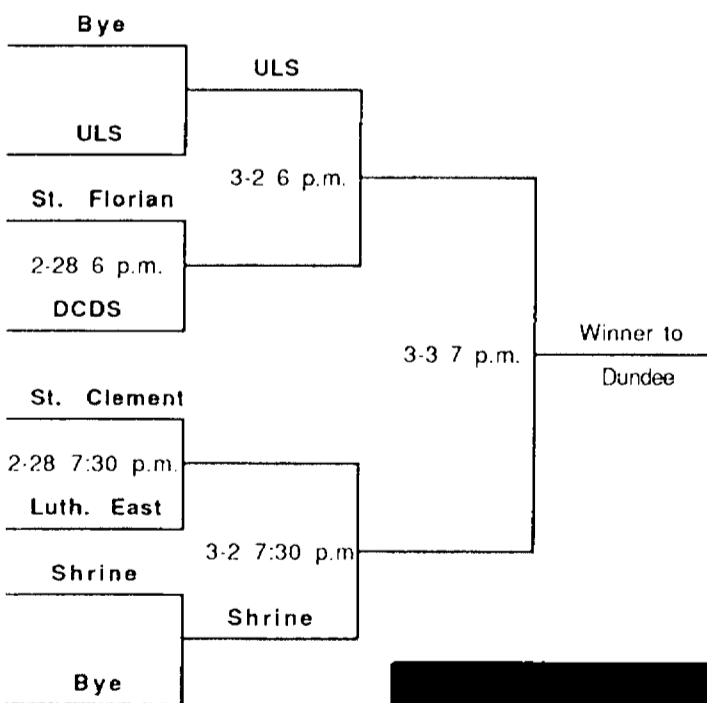 Bye
ULS
ULS
3-2 6 p.m.
St. Florian
2-28 6 p.m.
DCDS
3-3 7 p.m.
Winner to
Dundee
St. Clement
2-28 7:30 p.m.
Luth. East
3-2 7:30 p.m
Shrine
Shrine
Bye